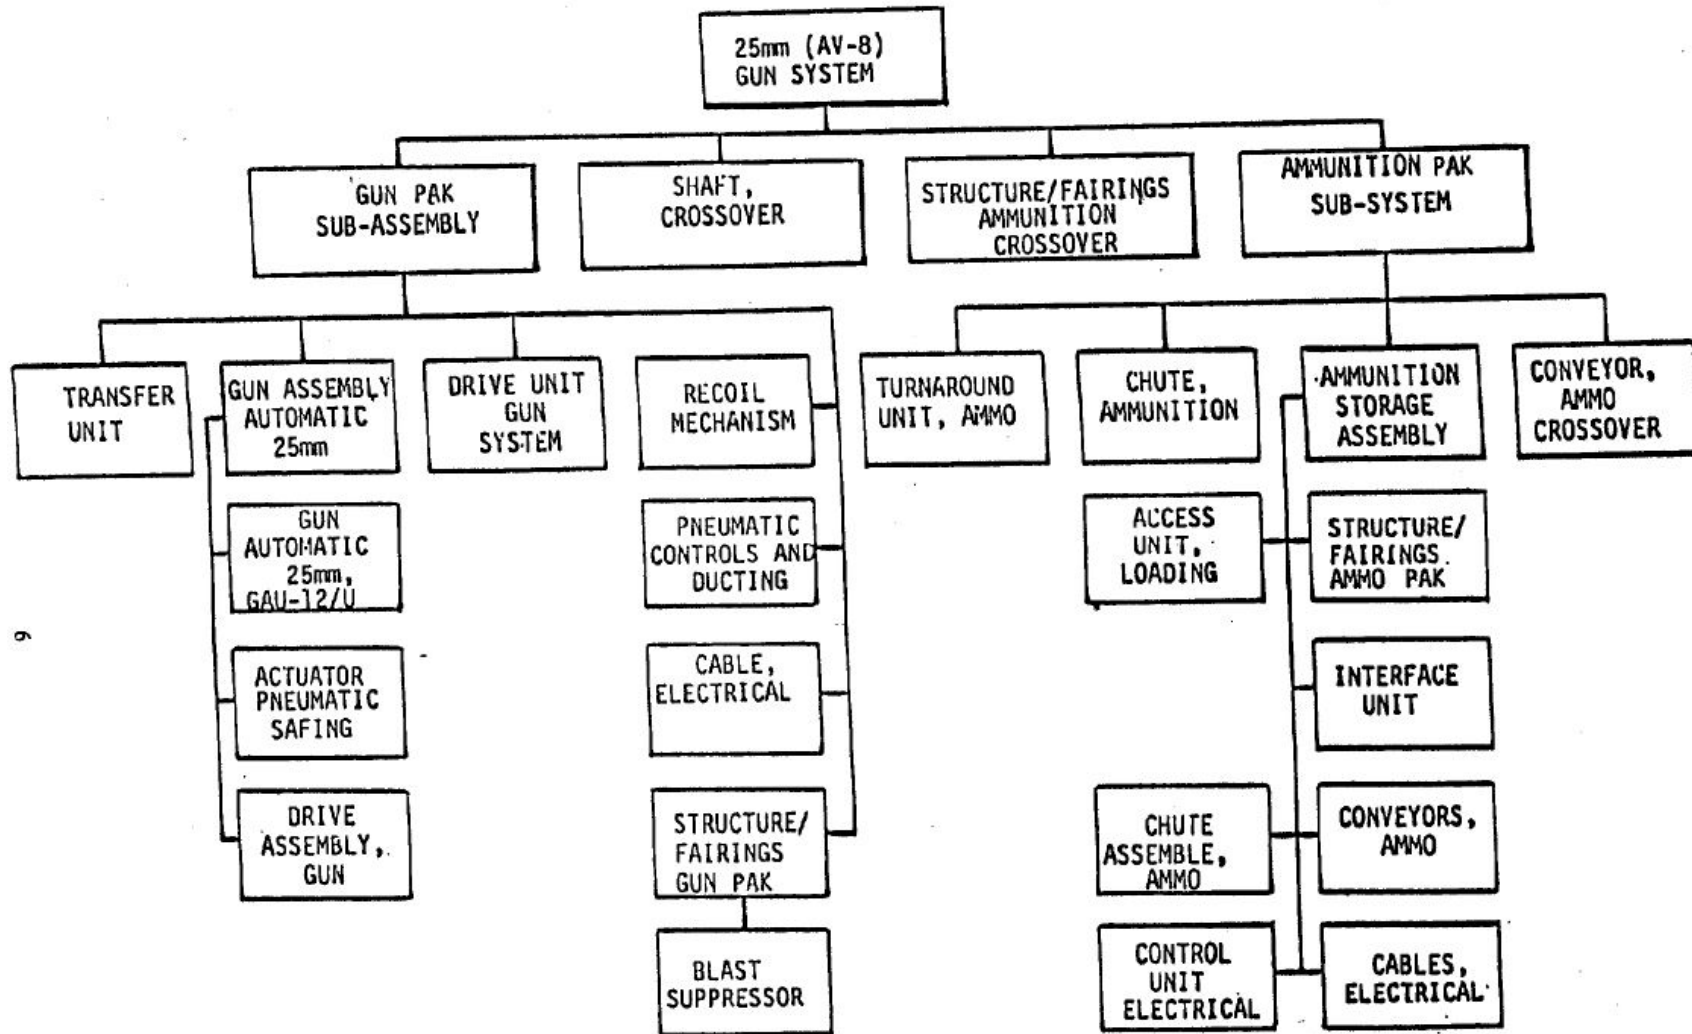 25mm (AV-8)
GUN SYSTEM
GUN PAK
SUB-ASSEMBLY
SHAFT,
CROSSOVER
STRUCTURE/FAIRINGS
AMMUNITION
CROSSOVER
AMMUNITION PAK
SUB-SYSTEM
TRANSFER
UNIT
GUN ASSEMBLY
AUTOMATIC
25mm
DRIVE UNIT
GUN
SYSTEM
RECOIL
MECHANISM
TURNAROUND
UNIT, AMMO
CHUTE,
AMMUNITION
AMMUNITION
STORAGE
ASSEMBLY
CONVEYOR,
AMMO
CROSSOVER
GUN
AUTOMATIC
25mm,
GAU-12/U
PNEUMATIC
CONTROLS AND
DUCTING
ACCESS
UNIT,
LOADING
STRUCTURE/
FAIRINGS
AMMO PAK
ACTUATOR
PNEUMATIC
SAFING
CABLE,
ELECTRICAL
INTERFACE
UNIT
DRIVE
ASSEMBLY,
GUN
STRUCTURE/
FAIRINGS
GUN PAK
CHUTE
ASSEMBLE,
AMMO
CONVEYORS,
AMMO
BLAST
SUPPRESSOR
CONTROL
UNIT
ELECTRICAL
CABLES,
ELECTRICAL